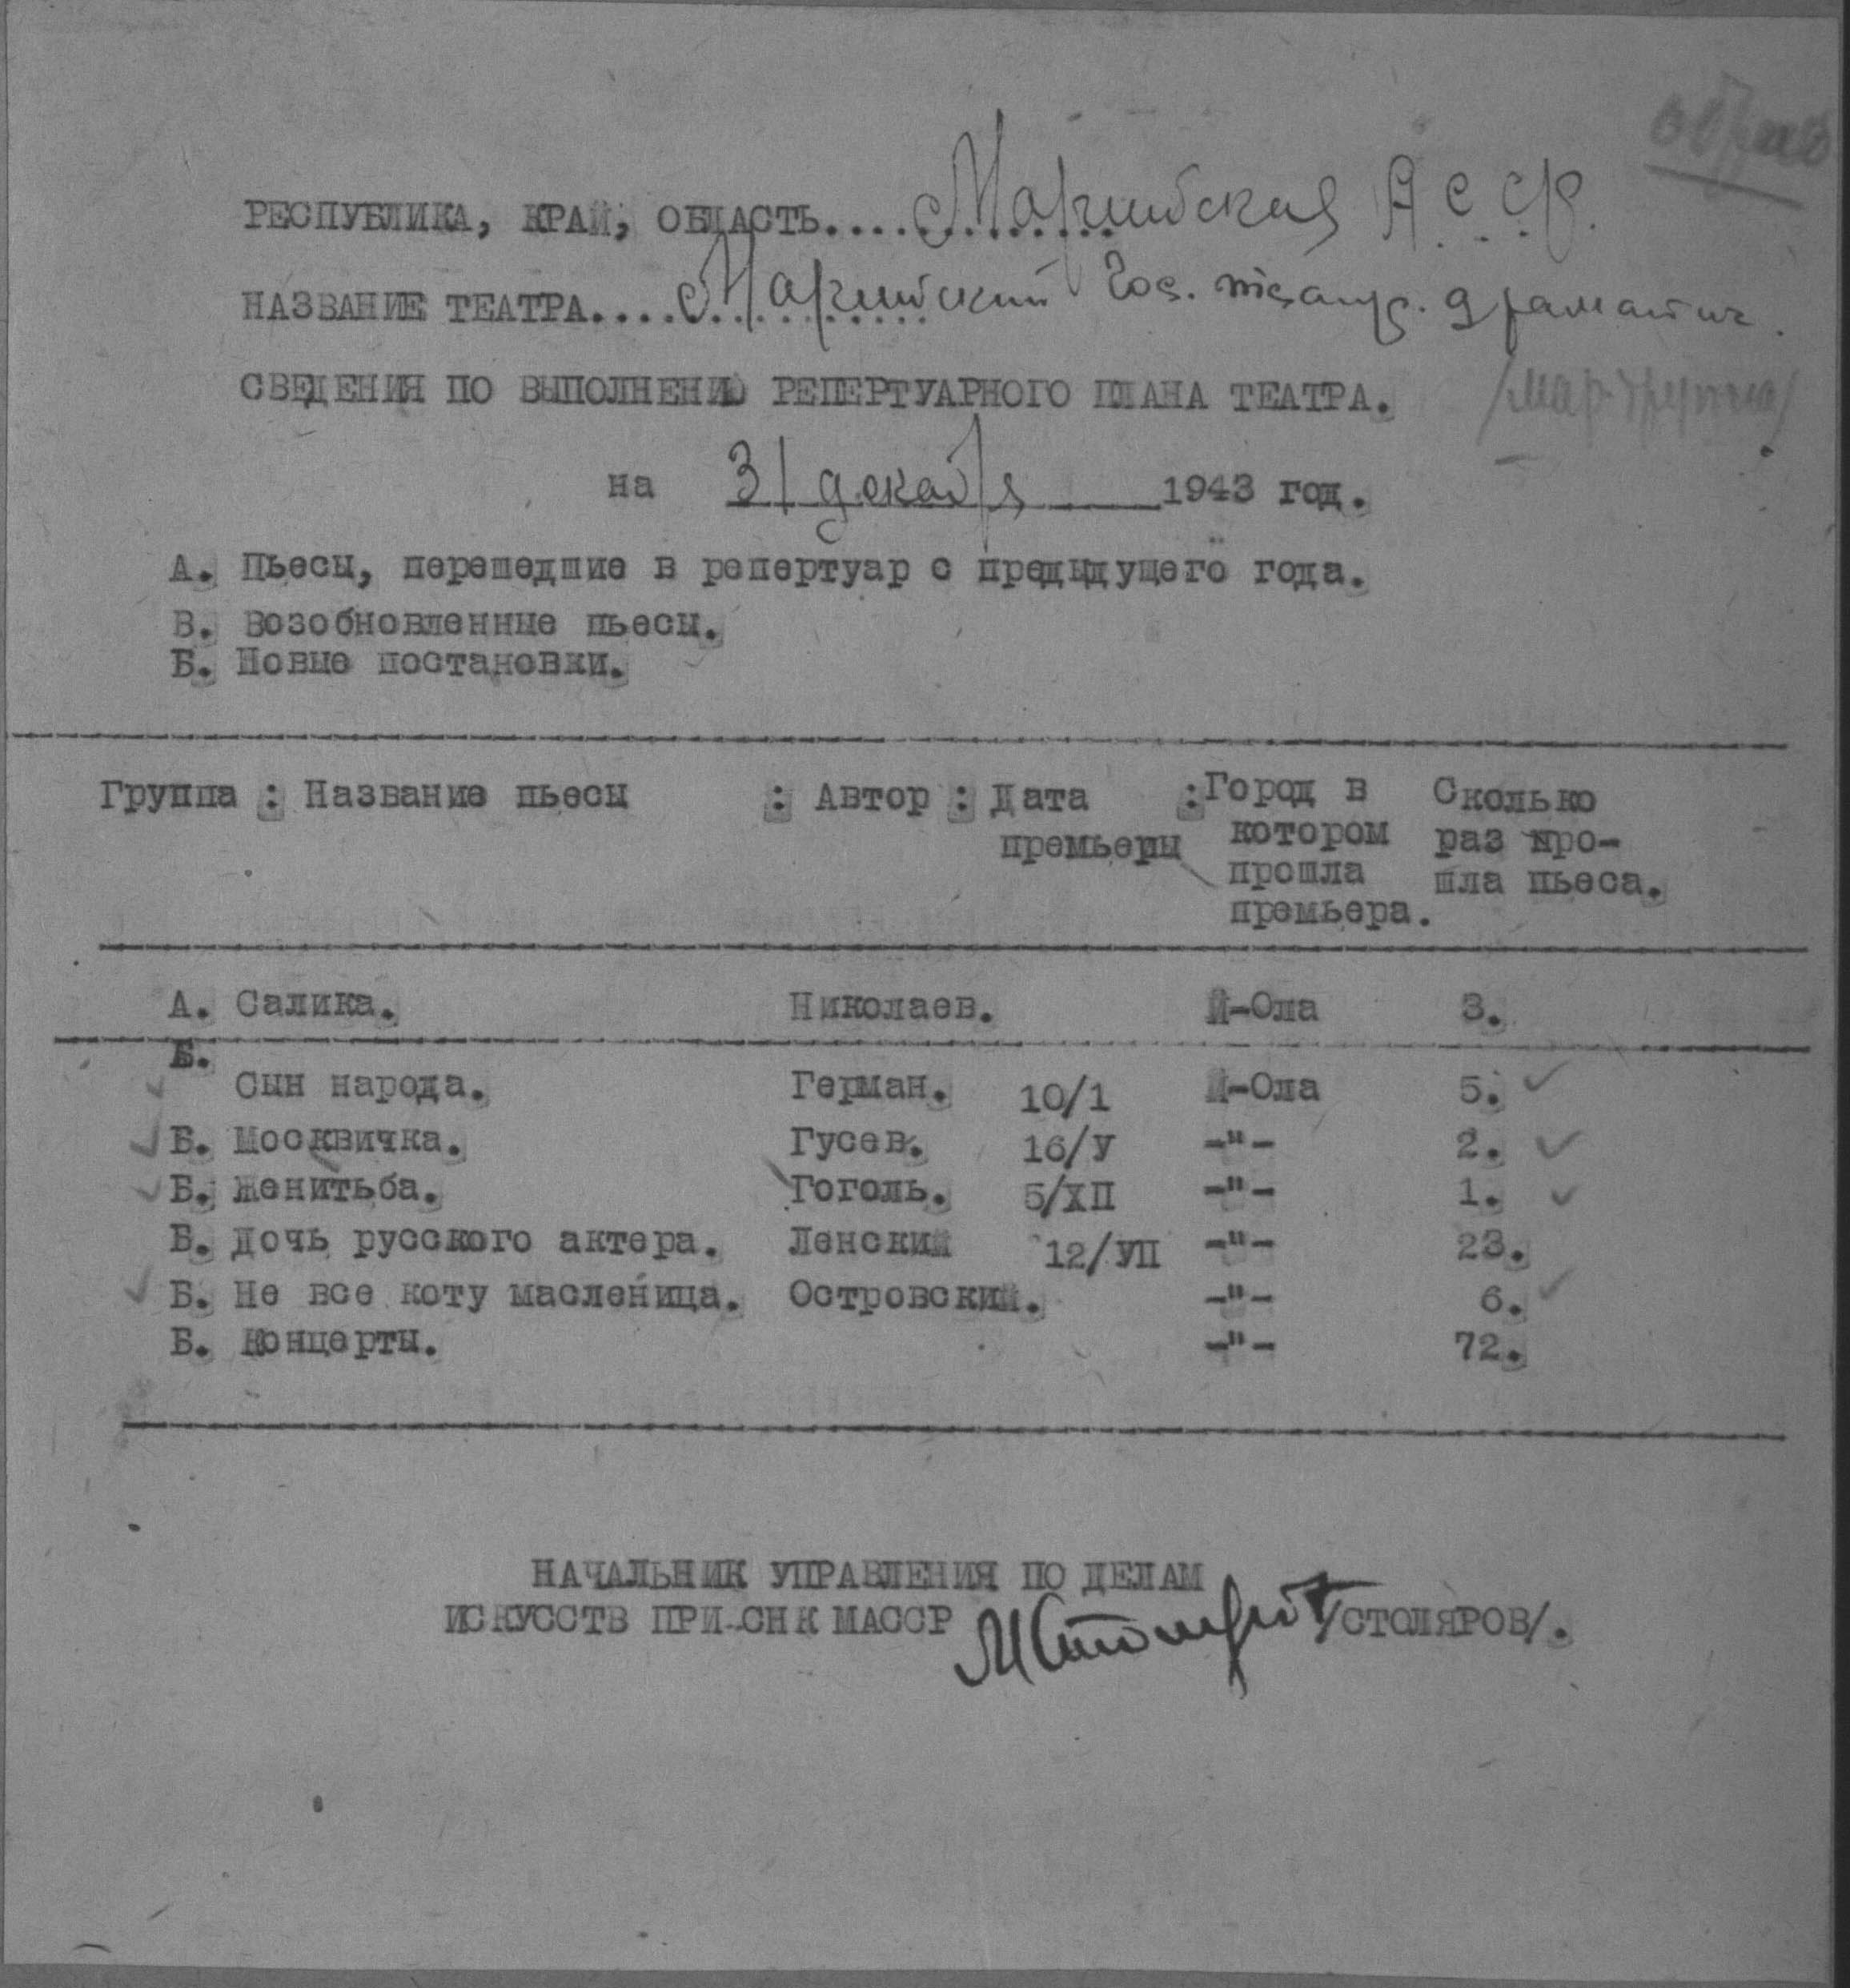 РЕСПУБЛИКА, КРАЙ, ОБЛАСТЬ.............. Марийская АССР.
НАЗВАНИЕ ТЕАТРА.............. Марийский Гос. театр. драматич.
СВЕДЕНИЯ ПО ВЫПОЛНЕНИЮ РЕПЕРТУАРНОГО ПЛАНА ТЕАТРА. /мар. группа/
на 31 декабря 1943 год.
А. Пьесы, перешедшие в репертуар с предыдущего года.
В. Возобновленные пьесы.
Б. Новые постановки.
Группа : Название пьесы : Автор : Дата премьеры : Город в котором прошла премьера. Сколько раз про-шла пьеса.
А. Салика. Николаев. Й-Ола 3.
Б.
Сын народа. Герман. 10/1 Й-Ола 5.
Б. Москвичка. Гусев. 16/У -"- 2.
Б. Женитьба. Гоголь. 5/ХП -"- 1.
Б. Дочь русского актера. Ленский 12/УП -"- 23.
Б. Не все коту масленица. Островский. -"- 6.
Б. Концерты. -"- 72.
НАЧАЛЬНИК УПРАВЛЕНИЯ ПО ДЕЛАМ
ИСКУССТВ ПРИ СНК МАССР /СТОЛЯРОВ/.